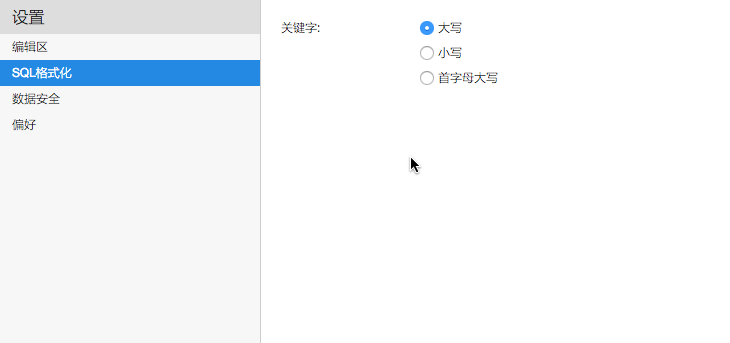 设置
编辑区
SQL格式化
数据安全
偏好
关键字:
大写
小写
首字母大写